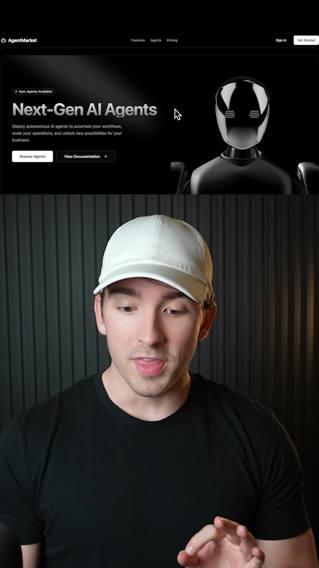 AgentMarket
Features Agents Pricing
Sign In
Get Started
New Agents Available
Next-Gen AI Agents
Deploy autonomous AI agents to automate your workflows,
scale your operations, and unlock new possibilities for your
business.
Browse Agents
View Documentation →